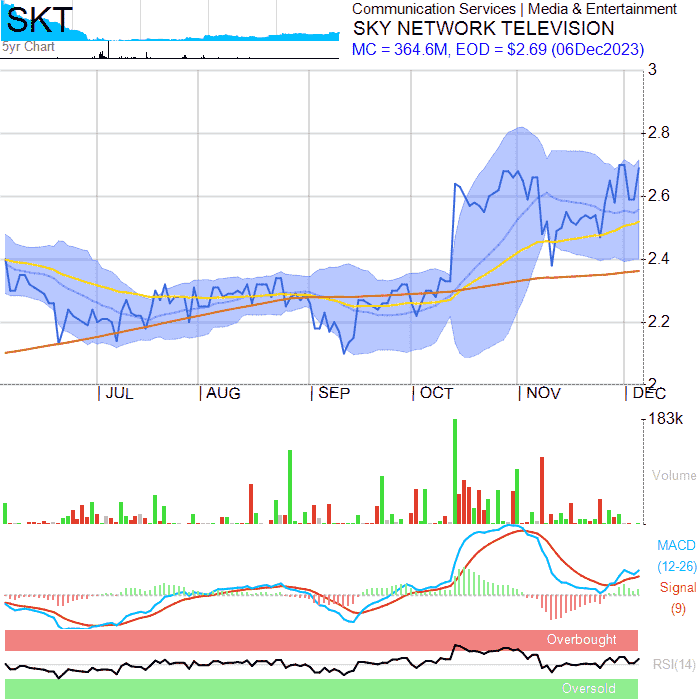 SKT
5yr Chart
Communication Services | Media & Entertainment
SKY NETWORK TELEVISION
MC = 364.6M, EOD = $2.69 (06Dec2023)
3
2.8
2.6
2.4
2.2
2
JUL AUG SEP OCT NOV DEC
183k
Volume
MACD
(12-26)
Signal
(9)
Overbought
RSI(14)
Oversold